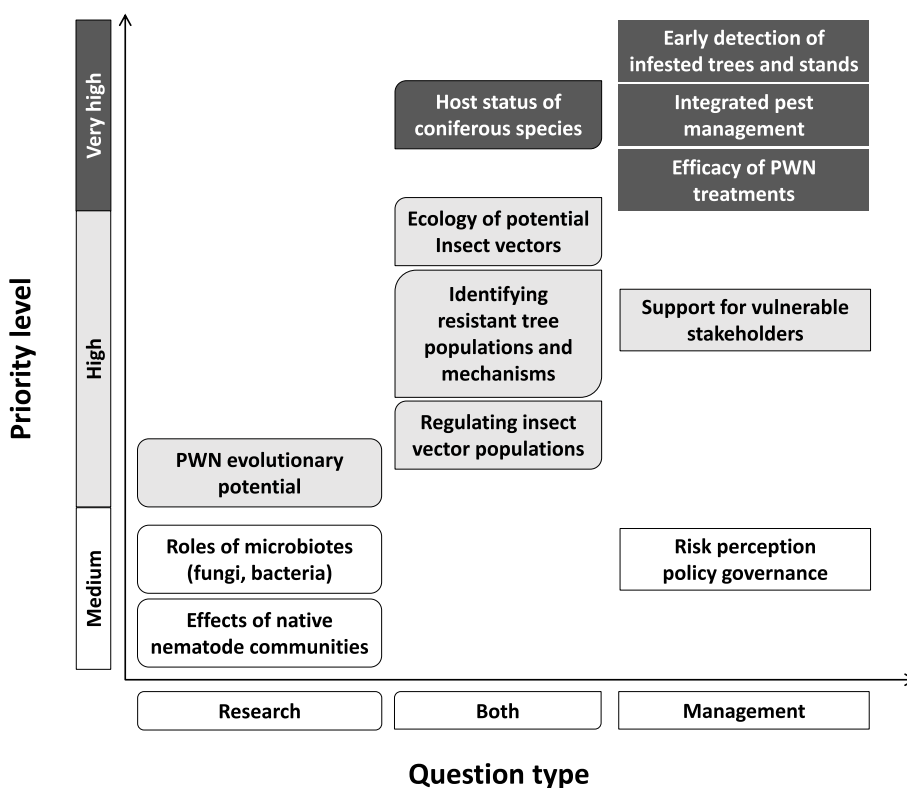 Priority level
Very high
High
Medium
Early detection of
infested trees and stands
Host status of
coniferous species
Integrated pest
management
Efficacy of PWN
treatments
Ecology of potential
Insect vectors
Identifying
resistant tree
populations and
mechanisms
Support for vulnerable
stakeholders
Regulating insect
vector populations
PWN evolutionary
potential
Roles of microbiotes
(fungi, bacteria)
Risk perception
policy governance
Effects of native
nematode communities
Research
Both
Management
Question type